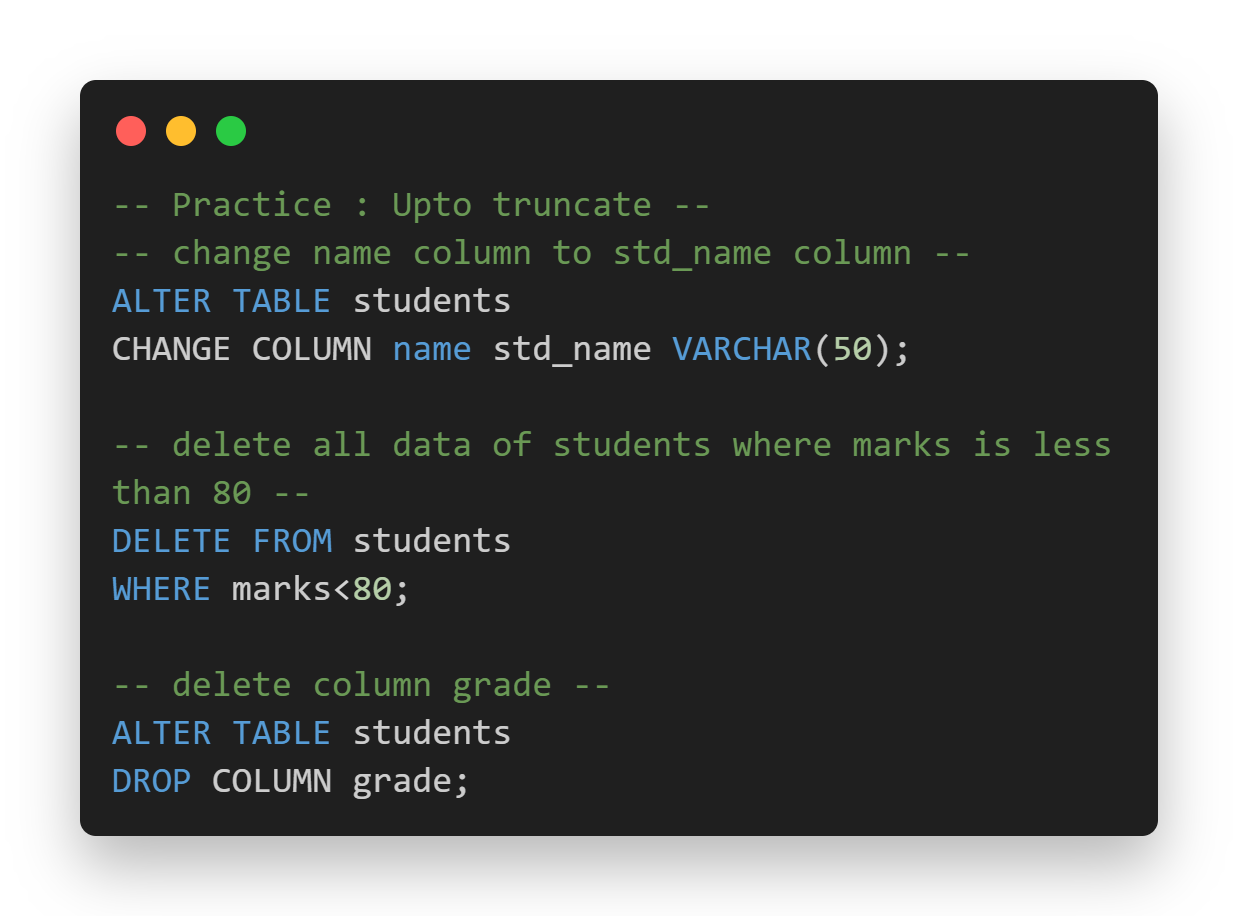 -- Practice : Upto truncate --
-- change name column to std_name column --
ALTER TABLE students
CHANGE COLUMN name std_name VARCHAR(50);
-- delete all data of students where marks is less
than 80 --
DELETE FROM students
WHERE marks<80;
-- delete column grade --
ALTER TABLE students
DROP COLUMN grade;